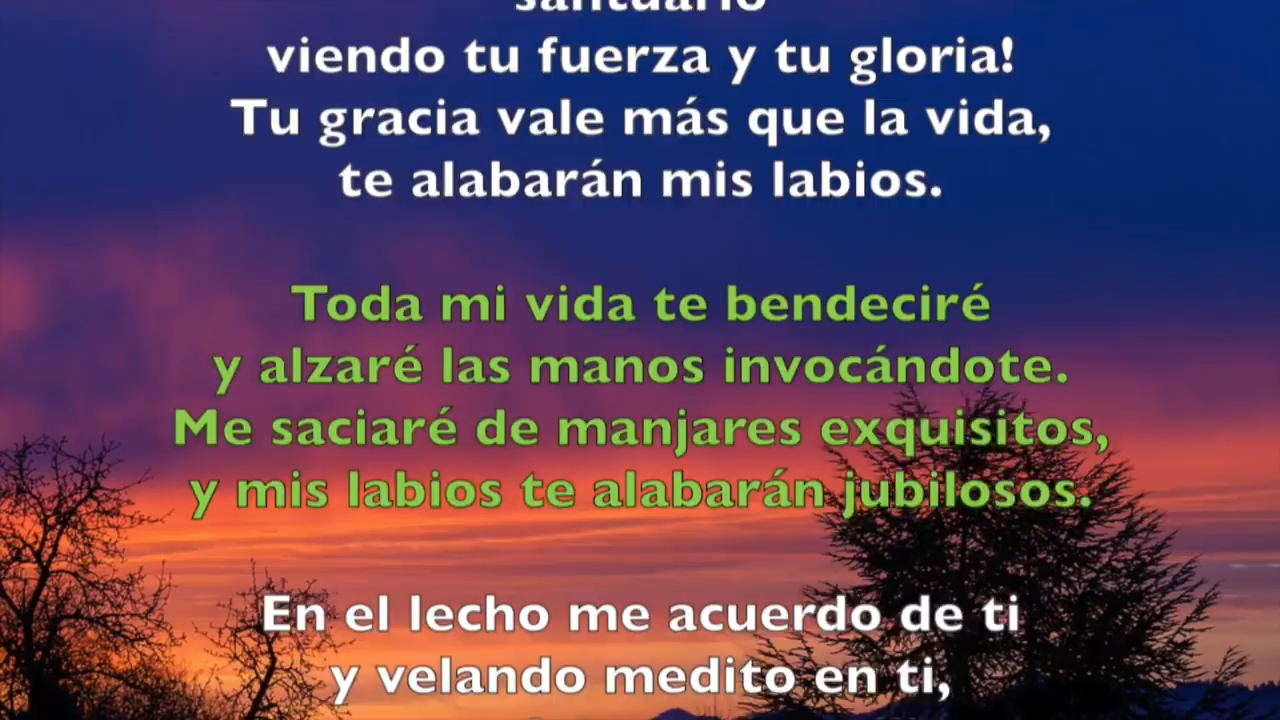 santuario
viendo tu fuerza y tu gloria!
Tu gracia vale más que la vida,
te alabarán mis labios.
Toda mi vida te bendeciré
y alzaré las manos invocándote.
Me saciaré de manjares exquisitos,
y mis labios te alabarán jubilosos.
En el lecho me acuerdo de ti
y velando medito en ti,